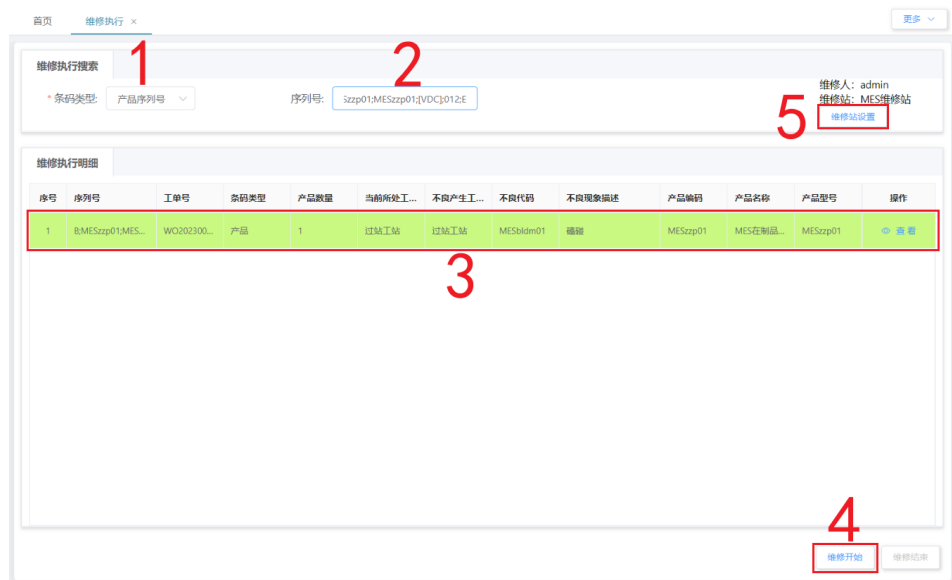 首页 维修执行 × 更多
维修执行搜索 1 2
* 条码类型: 产品序列号 序列号: Szzp01;MESzzp01;[VDC];012;E
维修人: admin
维修站: MES维修站
5 维修站设置
维修执行明细
序号 序列号 工单号 条码类型 产品数量 当前所处工... 不良产生工... 不良代码 不良现象描述 产品编码 产品名称 产品型号 操作
1 B;MESzzp01;MES... WO202300... 产品 1 过站工站 过站工站 MESbldm01 磕碰 MESzzp01 MES在制品... MESzzp01 查看
3
4
维修开始 维修结束